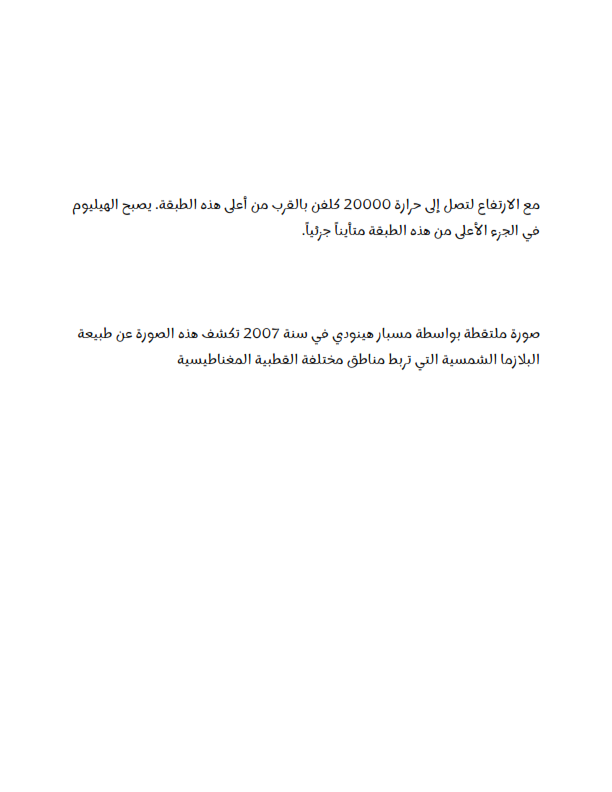 مع الارتفاع لتصل إلى حرارة 20000 كلفن بالقرب من أعلى هذه الطبقة. يصبح الهيليوم
في الجزء الأعلى من هذه الطبقة متأيناً جزئياً.
صورة ملتقطة بواسطة مسبار هينودي في سنة 2007 تكشف هذه الصورة عن طبيعة
البلازما الشمسية التي تربط مناطق مختلفة القطبية المغناطيسية